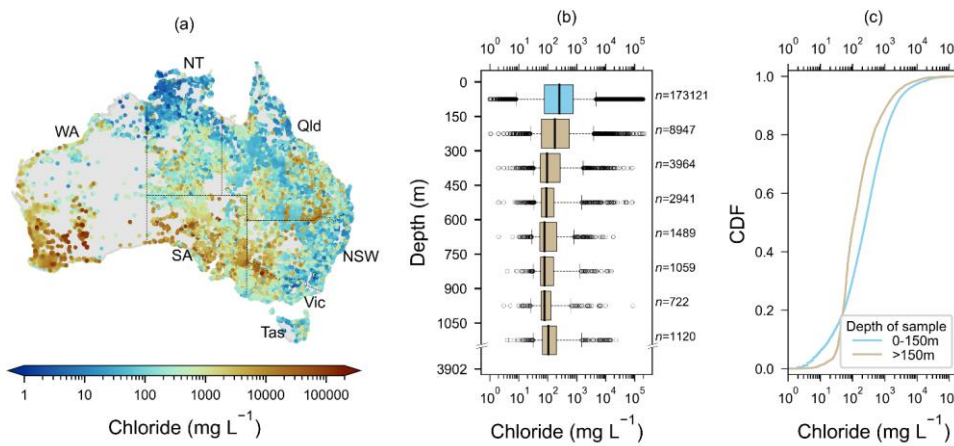 (a)
NT
WA
Qld
SA
NSW
Vic
Tas
1 10 100 1000 10000 100000
Chloride (mg L⁻¹)
(b)
10⁰ 10¹ 10² 10³ 10⁴ 10⁵
0
150
300
450
600
750
900
1050
3902
Depth (m)
n=173121
n=8947
n=3964
n=2941
n=1489
n=1059
n=722
n=1120
10⁰ 10¹ 10² 10³ 10⁴ 10⁵
Chloride (mg L⁻¹)
(c)
10⁰ 10¹ 10² 10³ 10⁴ 10⁵
1.0
0.8
0.6
0.4
0.2
0.0
CDF
Depth of sample
0-150m
>150m
10⁰ 10¹ 10² 10³ 10⁴ 10⁵
Chloride (mg L⁻¹)